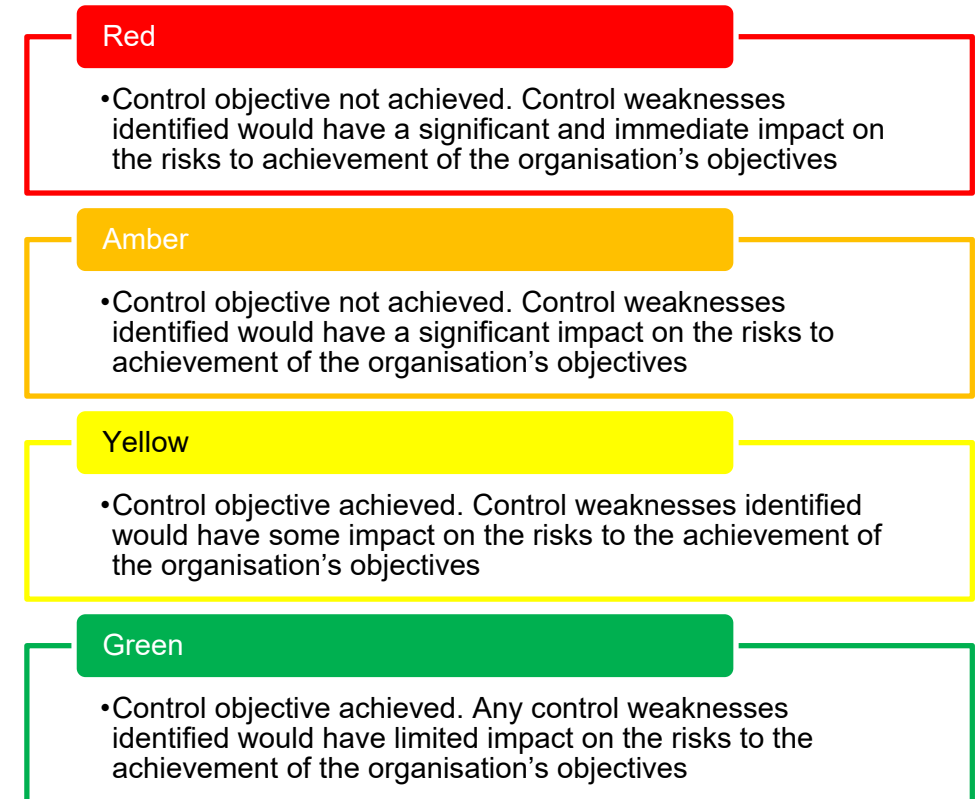 Red
•Control objective not achieved. Control weaknesses
identified would have a significant and immediate impact on
the risks to achievement of the organisation’s objectives
Amber
•Control objective not achieved. Control weaknesses
identified would have a significant impact on the risks to
achievement of the organisation’s objectives
Yellow
•Control objective achieved. Control weaknesses identified
would have some impact on the risks to the achievement of
the organisation’s objectives
Green
•Control objective achieved. Any control weaknesses
identified would have limited impact on the risks to the
achievement of the organisation’s objectives